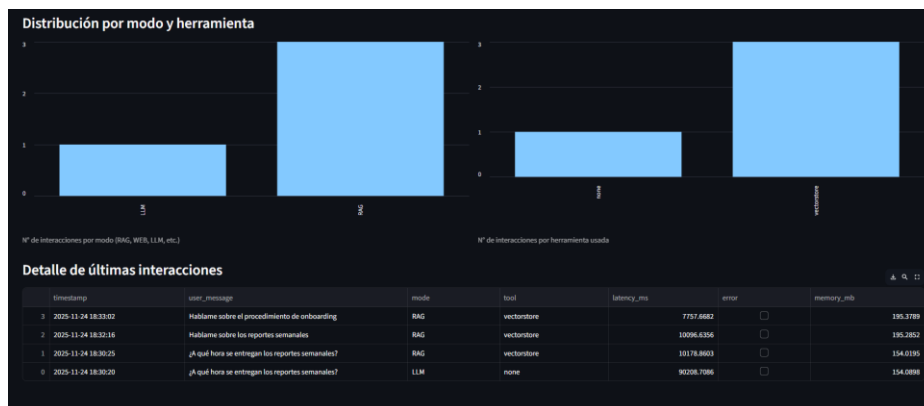 Distribución por modo y herramienta
3
2
1
0
LLM
RAG
N° de interacciones por modo (RAG, WEB, LLM, etc.)
3
2
1
0
none
vectorstore
N° de interacciones por herramienta usada
Detalle de últimas interacciones
timestamp user_message mode tool latency_ms error memory_mb
3 2025-11-24 18:33:02 Hablame sobre el procedimiento de onboarding RAG vectorstore 7757.6682 195.3789
2 2025-11-24 18:32:16 Hablame sobre los reportes semanales RAG vectorstore 10096.6356 195.2852
1 2025-11-24 18:30:25 ¿A qué hora se entregan los reportes semanales? RAG vectorstore 10178.8603 154.0195
0 2025-11-24 18:30:20 ¿A qué hora se entregan los reportes semanales? LLM none 90208.7086 154.0898